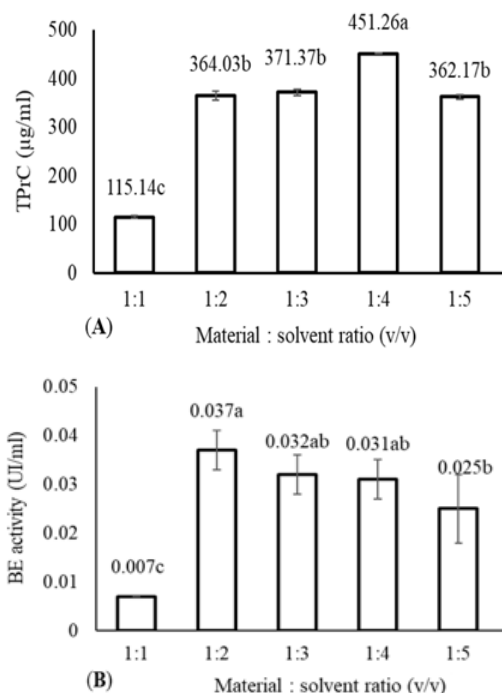 500
400
300
200
100
0
TPrC (µg/ml)
115.14c
364.03b
371.37b
451.26a
362.17b
1:1 1:2 1:3 1:4 1:5
(A) Material : solvent ratio (v/v)
0.05
0.04
0.03
0.02
0.01
0
BE activity (UI/ml)
0.007c
0.037a
0.032ab
0.031ab
0.025b
1:1 1:2 1:3 1:4 1:5
(B) Material : solvent ratio (v/v)